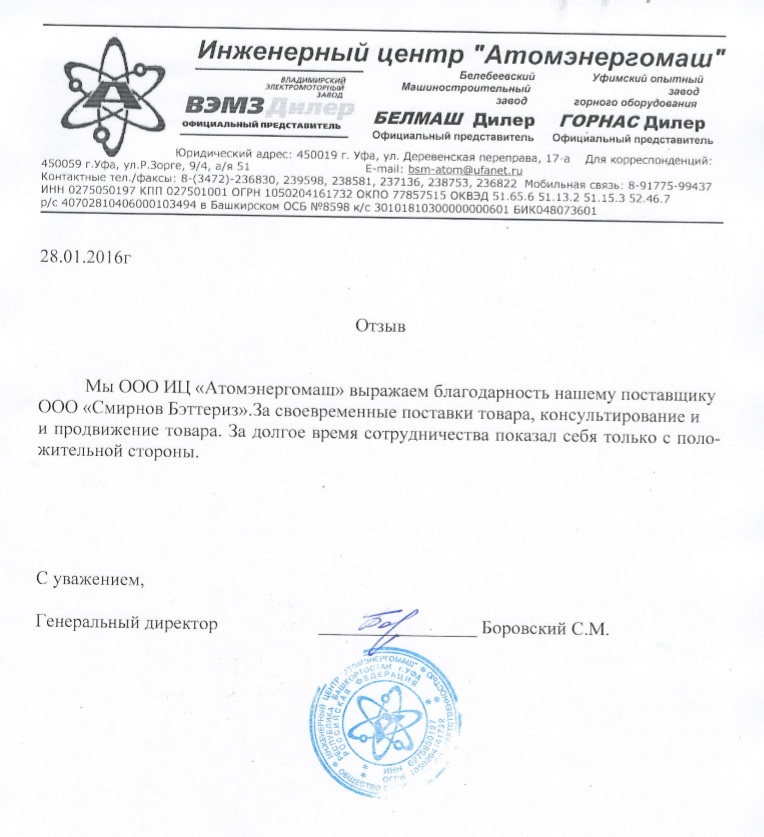 Инженерный центр "Атомэнергомаш"
А
ВЛАДИМИРСКИЙ
ЭЛЕКТРОМОТОРНЫЙ
ЗАВОД
ВЭМЗ Дилер
ОФИЦИАЛЬНЫЙ ПРЕДСТАВИТЕЛЬ
Белебеевский
Машиностроительный
завод
БЕЛМАШ Дилер
Официальный представитель
Уфимский опытный
завод
горного оборудования
ГОРНАС Дилер
Официальный представитель
Юридический адрес: 450019 г. Уфа, ул. Деревенская переправа, 17-а Для корреспонденций:
450059 г.Уфа, ул.Р.Зорге, 9/4, а/я 51 E-mail: bsm-atom@ufanet.ru
Контактные тел./факсы: 8-(3472)-236830, 239598, 238581, 237136, 238753, 236822 Мобильная связь: 8-91775-99437
ИНН 0275050197 КПП 027501001 ОГРН 1050204161732 ОКПО 77857515 ОКВЭД 51.65.6 51.13.2 51.15.3 52.46.7
р/с 40702810406000103494 в Башкирском ОСБ №8598 к/с 30101810300000000601 БИК048073601
28.01.2016г
Отзыв
Мы ООО ИЦ «Атомэнергомаш» выражаем благодарность нашему поставщику
ООО «Смирнов Бэттериз».За своевременные поставки товара, консультирование и
и продвижение товара. За долгое время сотрудничества показал себя только с поло-
жительной стороны.
С уважением,
Генеральный директор Боровский С.М.
ИНЖЕНЕРНЫЙ ЦЕНТР "АТОМЭНЕРГОМАШ"
РЕСПУБЛИКА БАШКОРТОСТАН г.УФА
РОССИЙСКАЯ ФЕДЕРАЦИЯ
ИНН 0275050197
ОГРН 1050204161732
ОБЩЕСТВО С